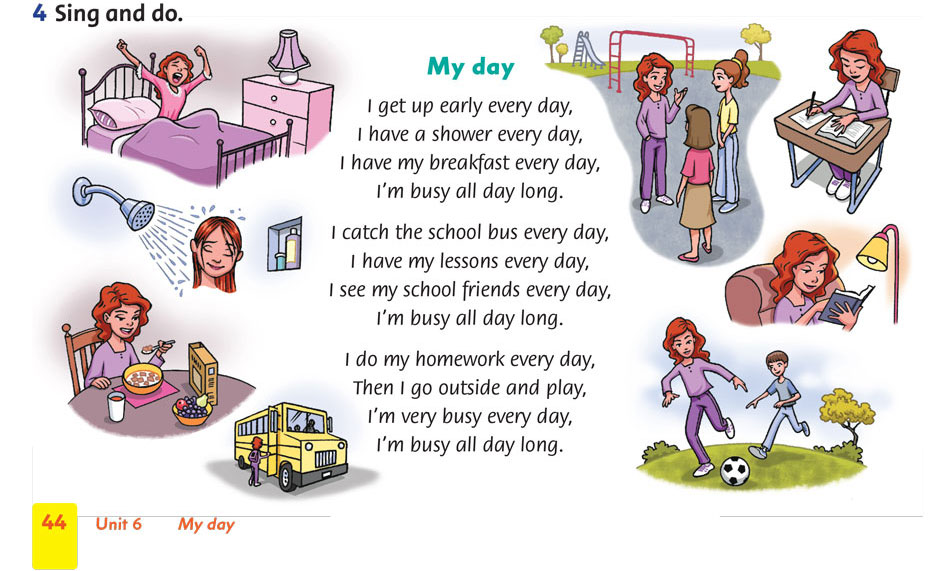 4 Sing and do.
My day
I get up early every day,
I have a shower every day,
I have my breakfast every day,
I'm busy all day long.
I catch the school bus every day,
I have my lessons every day,
I see my school friends every day,
I'm busy all day long.
I do my homework every day,
Then I go outside and play,
I'm very busy every day,
I'm busy all day long.
44 Unit 6 My day